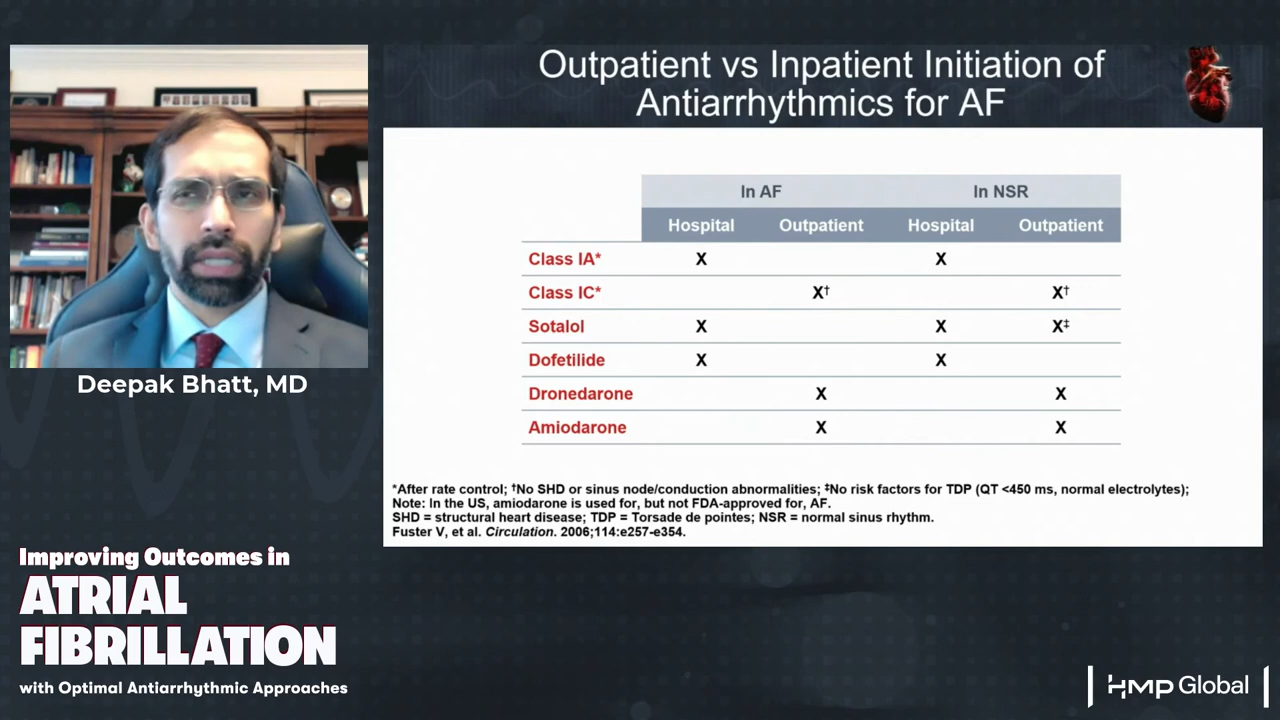 Outpatient vs Inpatient Initiation of
Antiarrhythmics for AF
In AF In NSR
Hospital Outpatient Hospital Outpatient
Class IA* X X
Class IC* X† X†
Sotalol X X X‡
Dofetilide X X
Dronedarone X X
Amiodarone X X
*After rate control; †No SHD or sinus node/conduction abnormalities; ‡No risk factors for TDP (QT <450 ms, normal electrolytes);
Note: In the US, amiodarone is used for, but not FDA-approved for, AF.
SHD = structural heart disease; TDP = Torsade de pointes; NSR = normal sinus rhythm.
Fuster V, et al. Circulation. 2006;114:e257-e354.
Deepak Bhatt, MD
Improving Outcomes in
ATRIAL
FIBRILLATION
with Optimal Antiarrhythmic Approaches
HMP Global